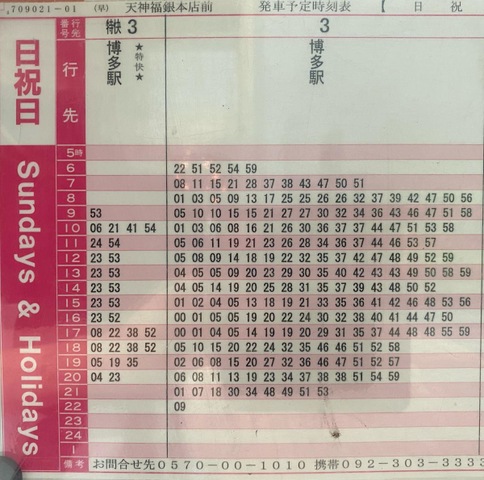 709021-01 (早) 天神福銀本店前 発車予定時刻表 【 日 祝
番号 行先 特快 3 3
日祝日 行先 博多駅 ★特快★ 博多駅
Sundays & Holidays
5時
6 22 51 52 54 59
7 08 11 15 21 28 37 38 43 47 50 51
8 01 03 05 09 13 17 25 25 26 26 32 37 39 42 47 50 56
9 53 05 10 10 15 15 21 27 27 30 32 34 36 43 46 47 51 58
10 06 21 41 54 01 03 06 08 16 21 26 30 36 37 37 44 47 51 53 58
11 24 54 05 06 11 19 21 23 26 28 34 36 37 44 46 53 57
12 23 53 05 08 09 14 18 19 22 32 35 37 42 47 48 49 52 59
13 23 53 04 05 05 09 20 23 29 30 35 40 42 43 43 49 50 58 59
14 23 53 04 05 14 19 20 25 28 31 35 37 39 43 48 50 52
15 23 53 01 02 04 05 13 18 19 21 33 35 36 41 42 46 48 53 56
16 23 52 00 01 05 05 19 20 22 24 30 32 38 40 41 44 47 50
17 08 22 38 52 00 01 04 05 14 19 19 20 29 31 35 37 44 48 48 55 59
18 08 22 38 52 05 10 15 20 22 24 32 35 46 46 51 52 58
19 05 19 35 02 06 08 15 20 27 32 36 46 47 51 52 57
20 04 23 06 08 11 13 19 23 34 37 38 38 51 54 59
21 01 07 18 30 34 48 49 51 53
22 09
23
24
1
備考 お問合せ先0570-00-1010 携帯092-303-3333